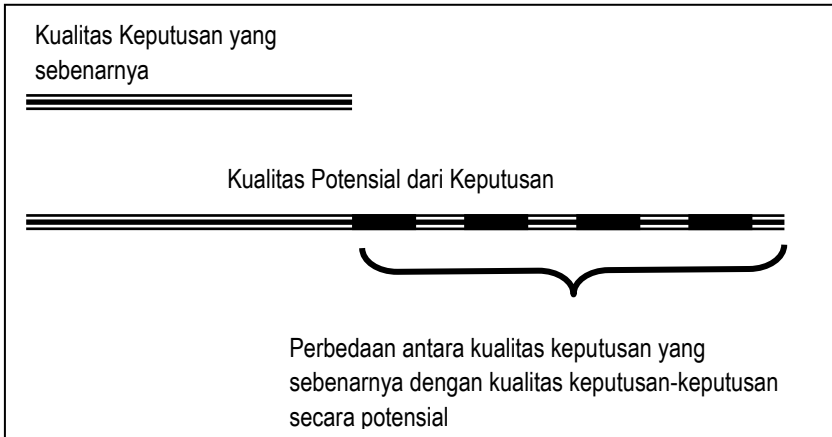 Kualitas Keputusan yang
sebenarnya
Kualitas Potensial dari Keputusan
Perbedaan antara kualitas keputusan yang
sebenarnya dengan kualitas keputusan-keputusan
secara potensial